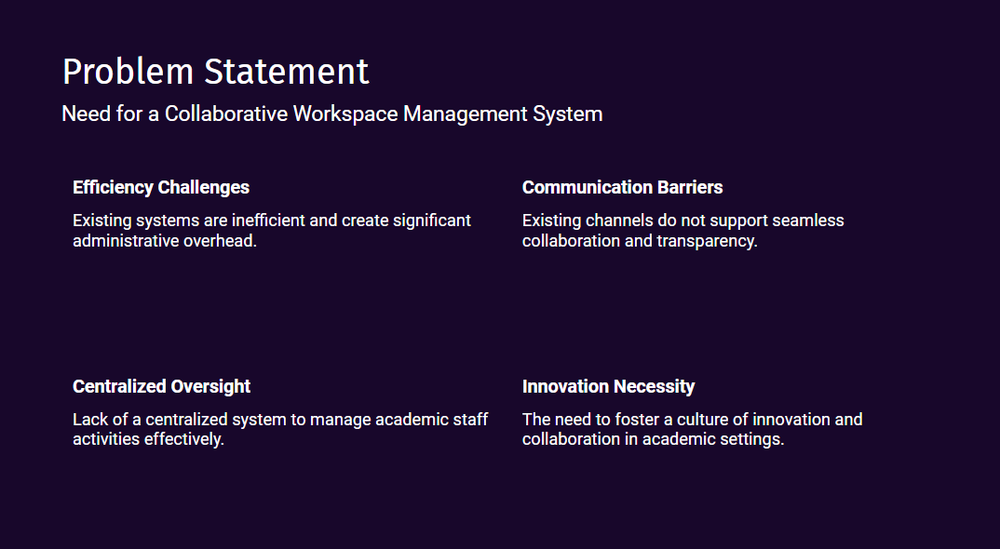 Problem Statement
Need for a Collaborative Workspace Management System
Efficiency Challenges
Existing systems are inefficient and create significant
administrative overhead.
Communication Barriers
Existing channels do not support seamless
collaboration and transparency.
Centralized Oversight
Lack of a centralized system to manage academic staff
activities effectively.
Innovation Necessity
The need to foster a culture of innovation and
collaboration in academic settings.